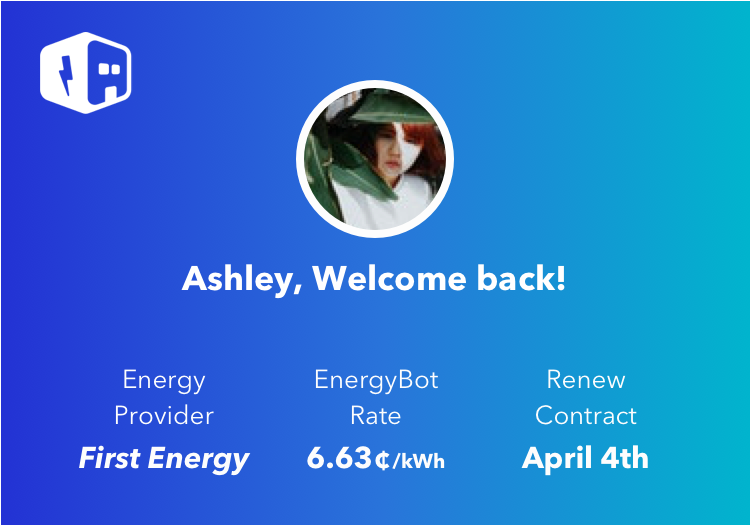 Ashley, Welcome back!
Energy
Provider
First Energy
EnergyBot
Rate
6.63¢/kWh
Renew
Contract
April 4th